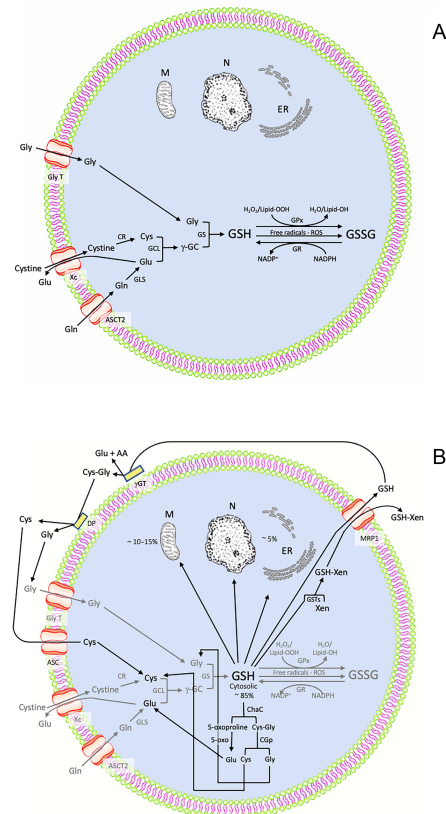 A
M
N
ER
Gly
Gly
Gly T
Gly
H₂O₂/Lipid-OOH
H₂O/Lipid-OH
GPx
CR
Cys
GCL
γ-GC
GS
GSH
Free radicals - ROS
GSSG
Cystine
Glu
GR
NADP⁺
NADPH
Cystine
Glu
Xc⁻
Gln
GLS
Gln
ASCT2
B
Glu + AA
Cys-Gly
γGT
GSH
Cys
Gly
DP
M
N
~ 5%
ER
~ 10–15%
GSH-Xen
MRP1
GSH-Xen
GSTs
Xen
Gly
Gly
Gly T
Cys
ASC
Gly
H₂O₂/
Lipid-OOH
H₂O/
Lipid-OH
GPx
CR
Cys
GCL
γ-GC
GS
GSH
Free radicals - ROS
GSSG
Cytosolic
~ 85%
Cystine
Glu
GR
NADP⁺
NADPH
Cystine
Glu
Xc⁻
Gln
GLS
ChaC
5-oxoproline
Cys-Gly
5-oxo
CGp
Glu
Cys
Gly
Gln
ASCT2